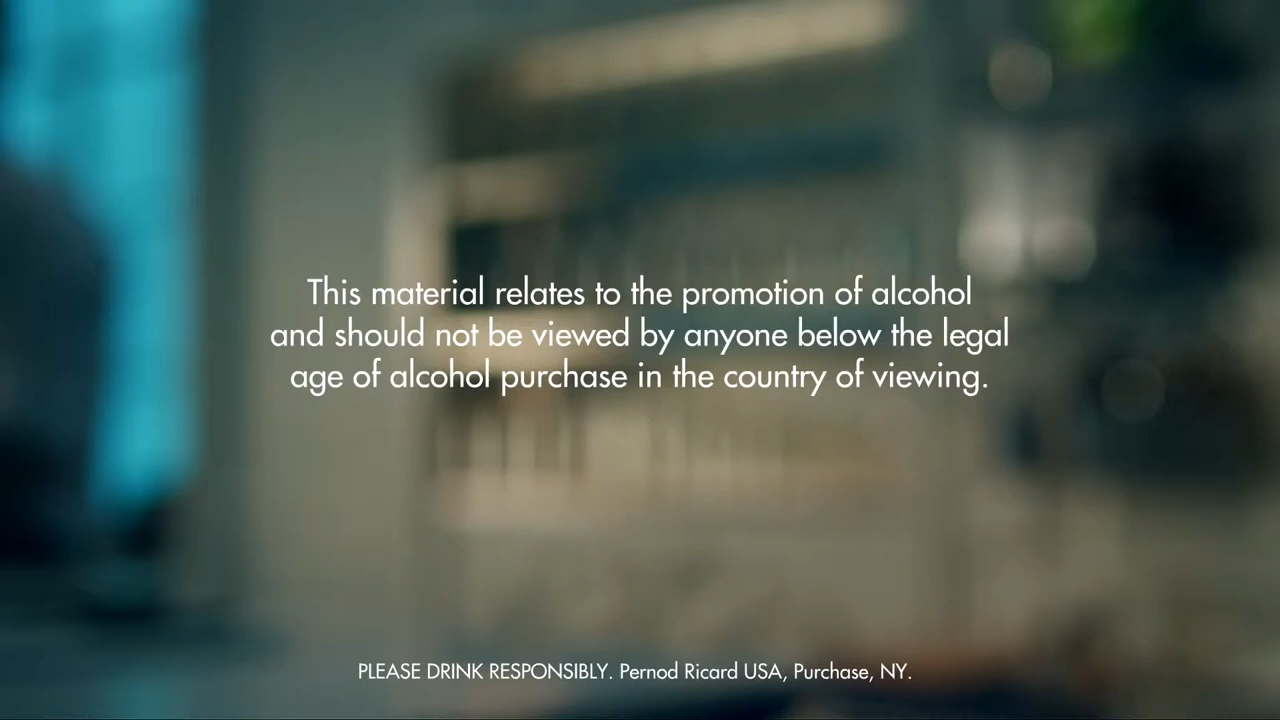 This material relates to the promotion of alcohol
and should not be viewed by anyone below the legal
age of alcohol purchase in the country of viewing.
PLEASE DRINK RESPONSIBLY. Pernod Ricard USA, Purchase, NY.